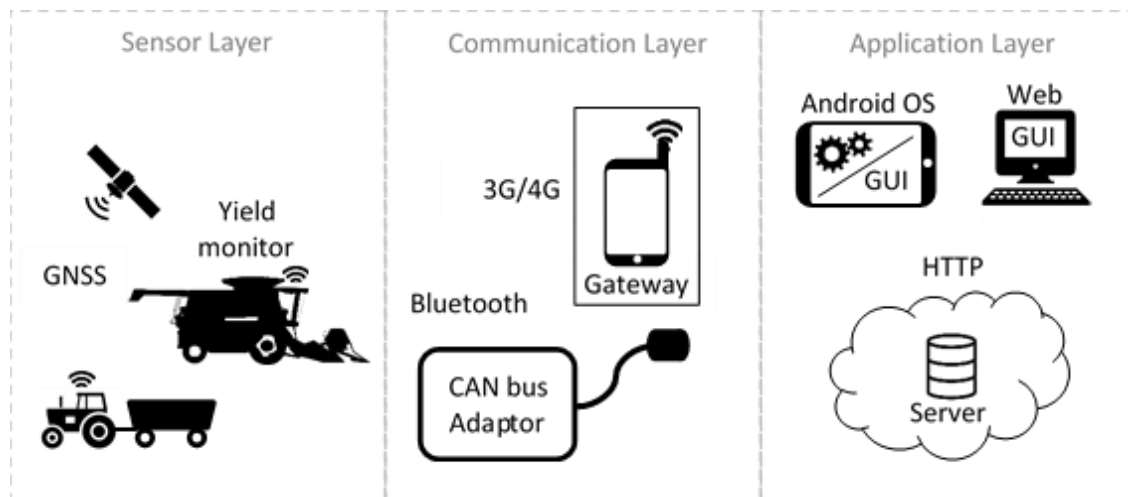 Sensor Layer
Communication Layer
Application Layer
GNSS
Yield
monitor
3G/4G
Gateway
Bluetooth
CAN bus
Adaptor
Android OS
GUI
Web
GUI
HTTP
Server